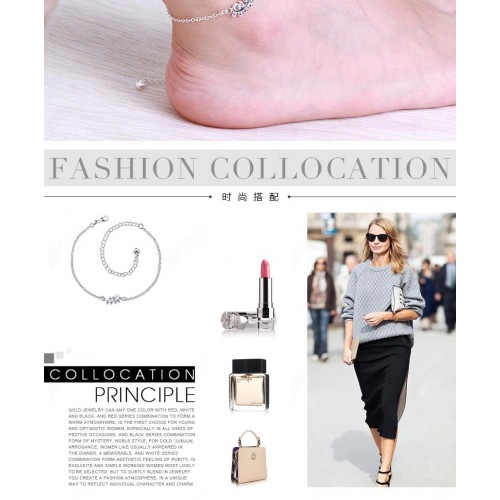 FASHION COLLOCATION
时尚搭配
COLLOCATION
PRINCIPLE
GOLD JEWELRY CAN ANY ONE COLOR WITH RED, WHITE
AND BLACK, AND RED SERIES COMBINATION TO FORM A
WARM ATMOSPHERE, IS THE FIRST CHOICE FOR YOUNG
AND OPTIMISTIC WOMEN, ESPECIALLY IN ALL KINDS OF
FESTIVE OCCASIONS. AND BLACK SERIES COMBINATION
FORM OF MYSTERY, NOBLE STYLE, FOR COLD "JUNJUN,
ARROGANCE, WOMEN LIKE USUALLY APPEARED IN
THE DINNER, A MEMORABLE, AND WHITE SERIES
COMBINATION FORM AESTHETIC FEELING OF PURITY, IS
EXQUISITE AND SIMPLE WORKING WOMEN MOST LIKELY
TO BE SELECTED. BUT TO SUBTLY BLEND IN JEWELRY
YOU CREATE A FASHION ATMOSPHERE, IN A UNIQUE
WAY TO REFLECT INDIVIDUAL CHARACTER AND CHARM